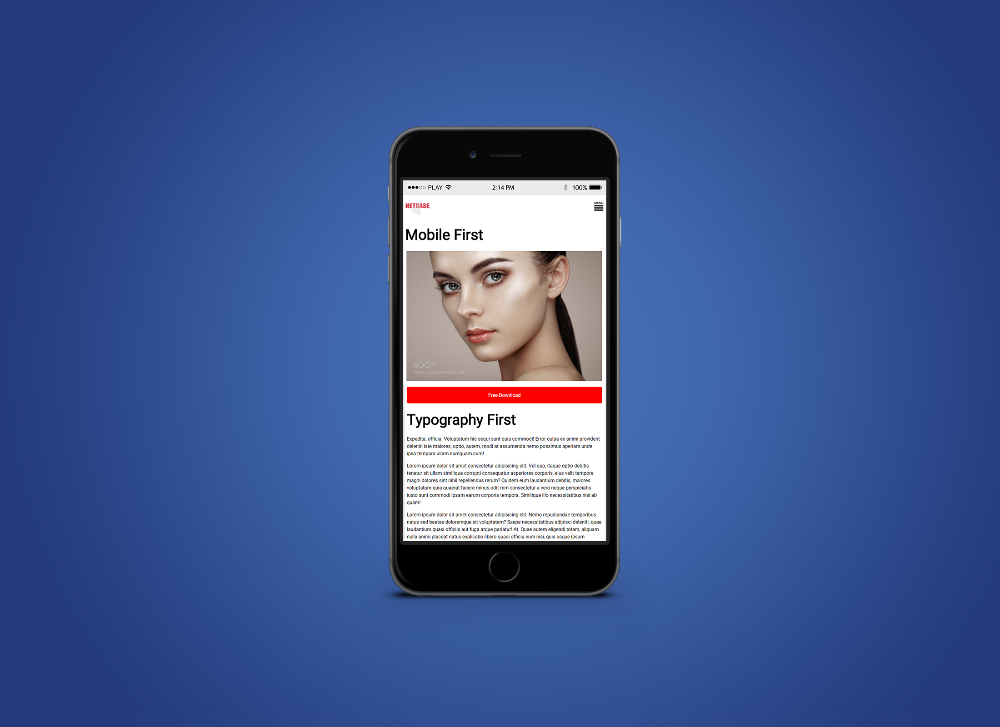 PLAY 2:14 PM 100%
NETBASE MENU
Mobile First
500px
500px.com/photo/125122245
Free Download
Typography First
Expedita, officia. Voluptatum hic sequi sunt quia commodi! Error culpa ex animi provident
deleniti iste maiores, optio, autem, modi at assumenda nemo possimus aperiam unde
ipsa tempora ullam numquam cum!
Lorem ipsum dolor sit amet consectetur adipisicing elit. Vel quo, itaque optio debitis
tenetur sit ullam similique corrupti consequatur asperiores corporis, eius velit tempore
magni dolores sint nihil repellendus rerum? Quidem eum laudantium debitis, maiores
voluptatum quia quaerat facere minus odit rem consectetur a vero neque perspiciatis
iusto sunt commodi ipsam earum corporis tempora. Similique illo necessitatibus nisi ab
quam!
Lorem ipsum dolor sit amet consectetur adipisicing elit. Nemo repudiandae temporibus
natus sed beatae doloremque sit voluptatem? Saepe necessitatibus adipisci deleniti, quae
laudantium quasi officiis aut fuga atque pariatur! At. Quae autem eligendi totam, aliquam
nulla animi placeat natus explicabo libero quasi officia eum nisi, quis eaque ipsum